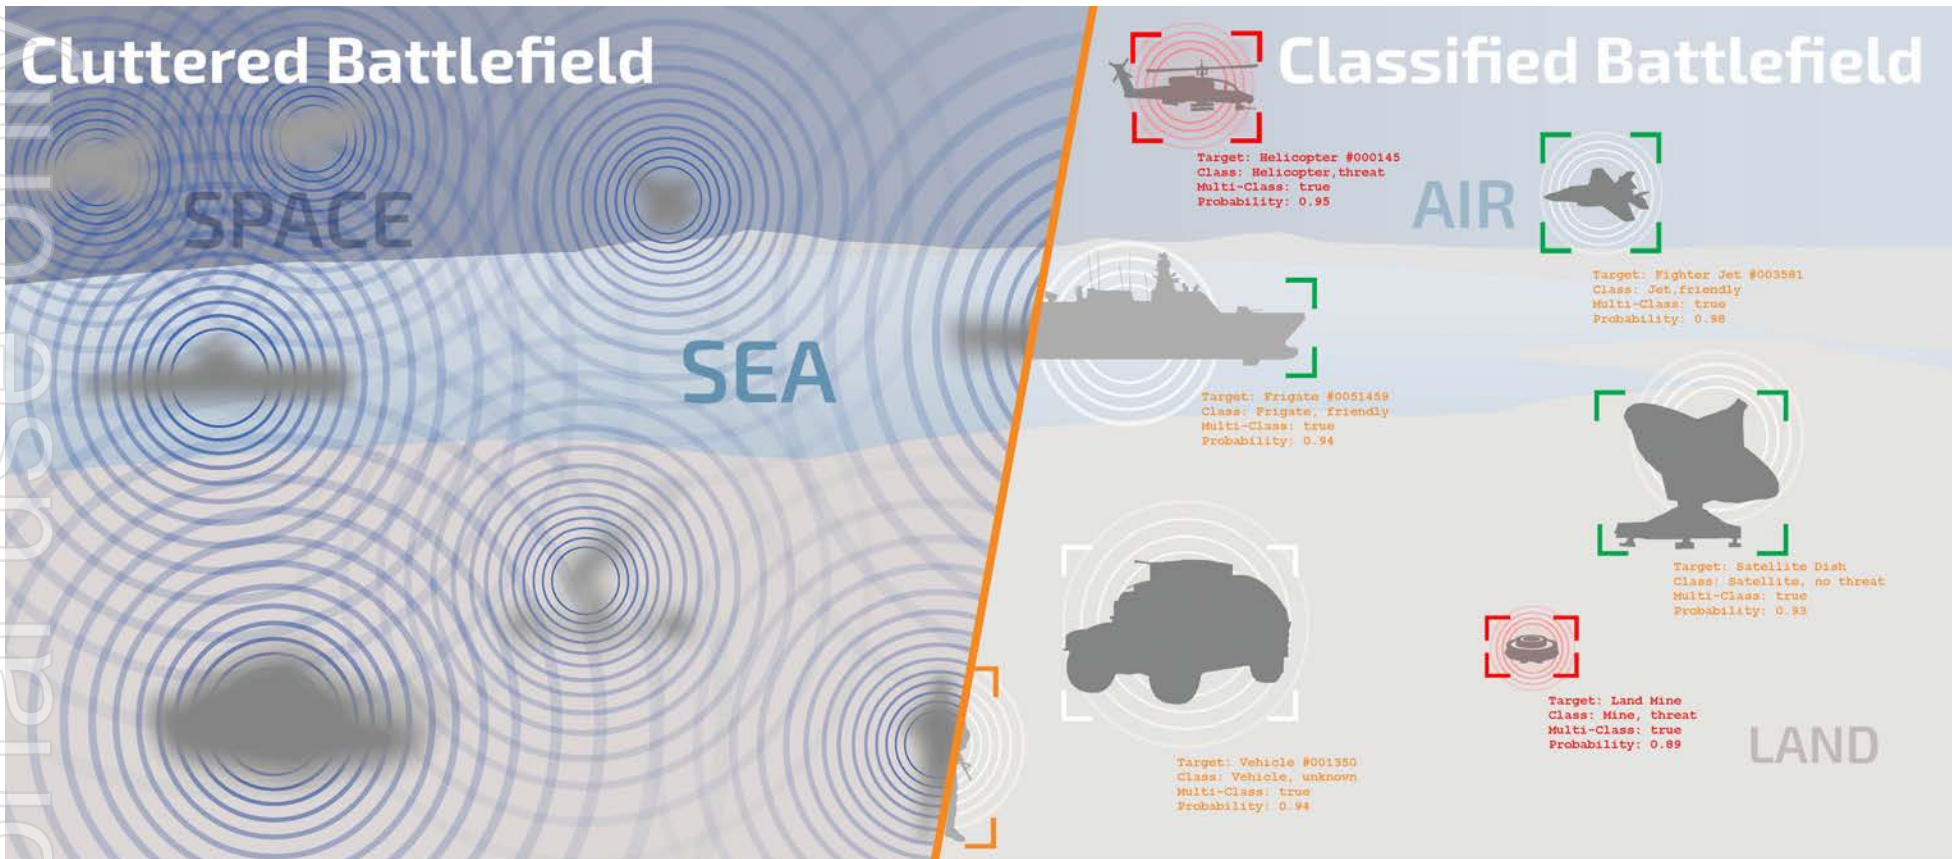 Cluttered Battlefield
SPACE
SEA
Classified Battlefield
Target: Helicopter #000145
Class: Helicopter,threat
Multi-Class: true
Probability: 0.95
AIR
Target: Fighter Jet #003581
Class: Jet,friendly
Multi-Class: true
Probability: 0.98
Target: Frigate #0051459
Class: Frigate, friendly
Multi-Class: true
Probability: 0.94
Target: Satellite Dish
Class: Satellite, no threat
Multi-Class: true
Probability: 0.93
Target: Land Mine
Class: Mine, threat
Multi-Class: true
Probability: 0.89
LAND
Target: Vehicle #001350
Class: Vehicle, unknown
Multi-Class: true
Probability: 0.94
use only